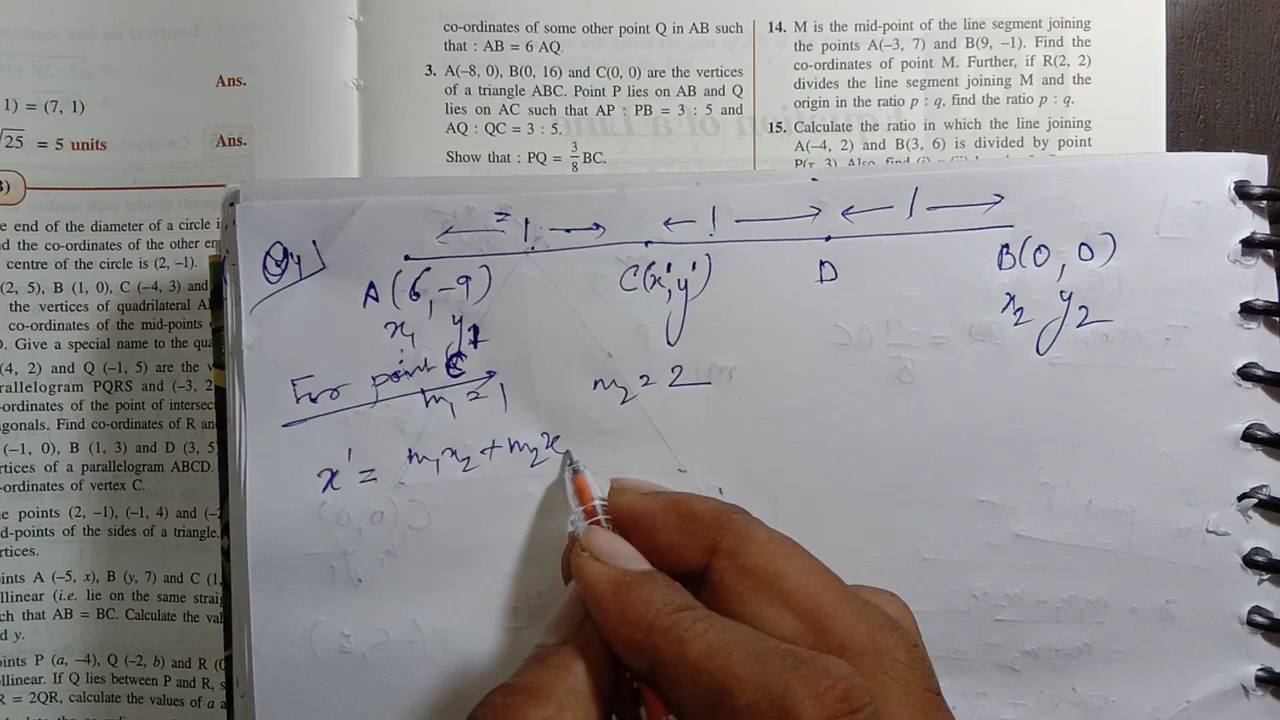 Ans.
1) = (7, 1)
√25 = 5 units Ans.
3)
e end of the diameter of a circle i
d the co-ordinates of the other en
centre of the circle is (2, –1).
(2, 5), B (1, 0), C (–4, 3) and
the vertices of quadrilateral A
co-ordinates of the mid-points
. Give a special name to the qua
(4, 2) and Q (–1, 5) are the v
rallelogram PQRS and (–3, 2
-ordinates of the point of intersec
gonals. Find co-ordinates of R an
(–1, 0), B (1, 3) and D (3, 5
rtices of a parallelogram ABCD.
-ordinates of vertex C.
e points (2, –1), (–1, 4) and (–2
d-points of the sides of a triangle.
rtices.
ints A (–5, x), B (y, 7) and C (1,
llinear (i.e. lie on the same straig
ch that AB = BC. Calculate the val
d y.
ints P (a, –4), Q (–2, b) and R (0
llinear. If Q lies between P and R, s
R = 2QR, calculate the values of a a
co-ordinates of some other point Q in AB such
that : AB = 6 AQ.
3. A(–8, 0), B(0, 16) and C(0, 0) are the vertices
of a triangle ABC. Point P lies on AB and Q
lies on AC such that AP : PB = 3 : 5 and
AQ : QC = 3 : 5.
Show that : PQ = 3/8 BC.
14. M is the mid-point of the line segment joining
the points A(–3, 7) and B(9, –1). Find the
co-ordinates of point M. Further, if R(2, 2)
divides the line segment joining M and the
origin in the ratio p : q, find the ratio p : q.
15. Calculate the ratio in which the line joining
A(–4, 2) and B(3, 6) is divided by point
P(x, 3). Also, find (i)
1 1 1
Q4)
A(6,-9) C(x',y') D B(0,0)
x₁ y₁ x₂ y₂
For point C
m₁ = 1 m₂ = 2
x' = m₁x₂ + m₂x